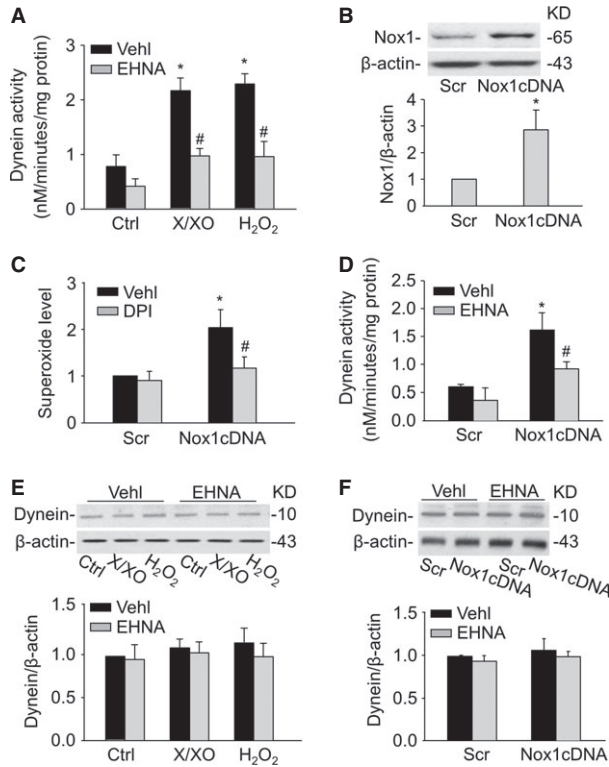 A
Dynein activity
(nM/minutes/mg protin)
3
2
1
0
Vehl
EHNA
*
*
#
#
Ctrl
X/XO
H₂O₂
B
KD
Nox1-
-65
β-actin-
-43
Scr Nox1cDNA
Nox1/β-actin
4
3
2
1
0
*
Scr
Nox1cDNA
C
Superoxide level
3
2
1
0
Vehl
DPI
*
#
Scr
Nox1cDNA
D
Dynein activity
(nM/minutes/mg protin)
2.5
2.0
1.5
1.0
0.5
0.0
Vehl
EHNA
*
#
Scr
Nox1cDNA
E
Vehl
EHNA
KD
Dynein-
-10
β-actin-
-43
Ctrl X/XO H₂O₂ Ctrl X/XO H₂O₂
Dynein/β-actin
1.5
1.0
0.5
0.0
Vehl
EHNA
Ctrl
X/XO
H₂O₂
F
Vehl
EHNA
KD
Dynein-
-10
β-actin-
-43
Scr Nox1cDNA Scr Nox1cDNA
Dynein/β-actin
1.5
1.0
0.5
0.0
Vehl
EHNA
Scr
Nox1cDNA